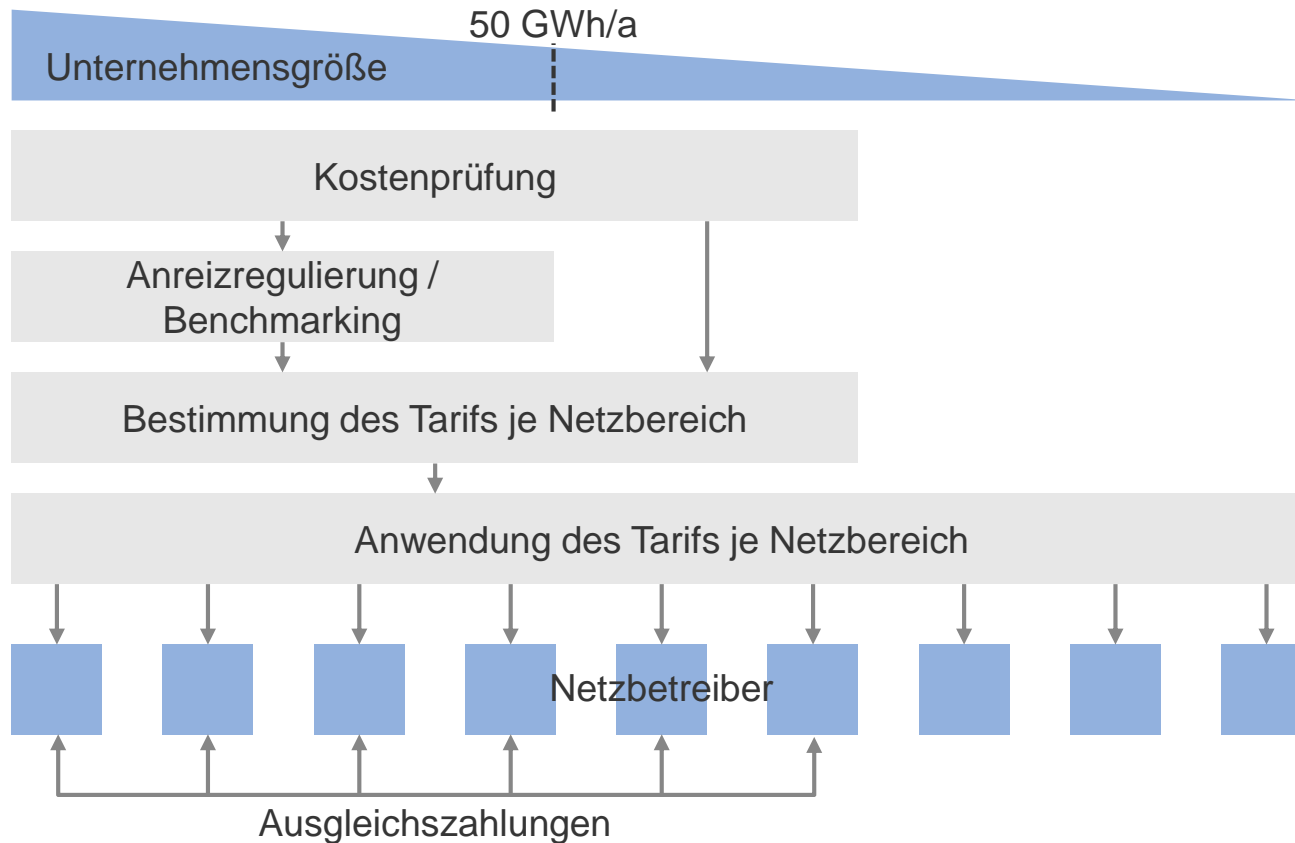 50 GWh/a
Unternehmensgröße
Kostenprüfung
Anreizregulierung /
Benchmarking
Bestimmung des Tarifs je Netzbereich
Anwendung des Tarifs je Netzbereich
Netzbetreiber
Ausgleichszahlungen